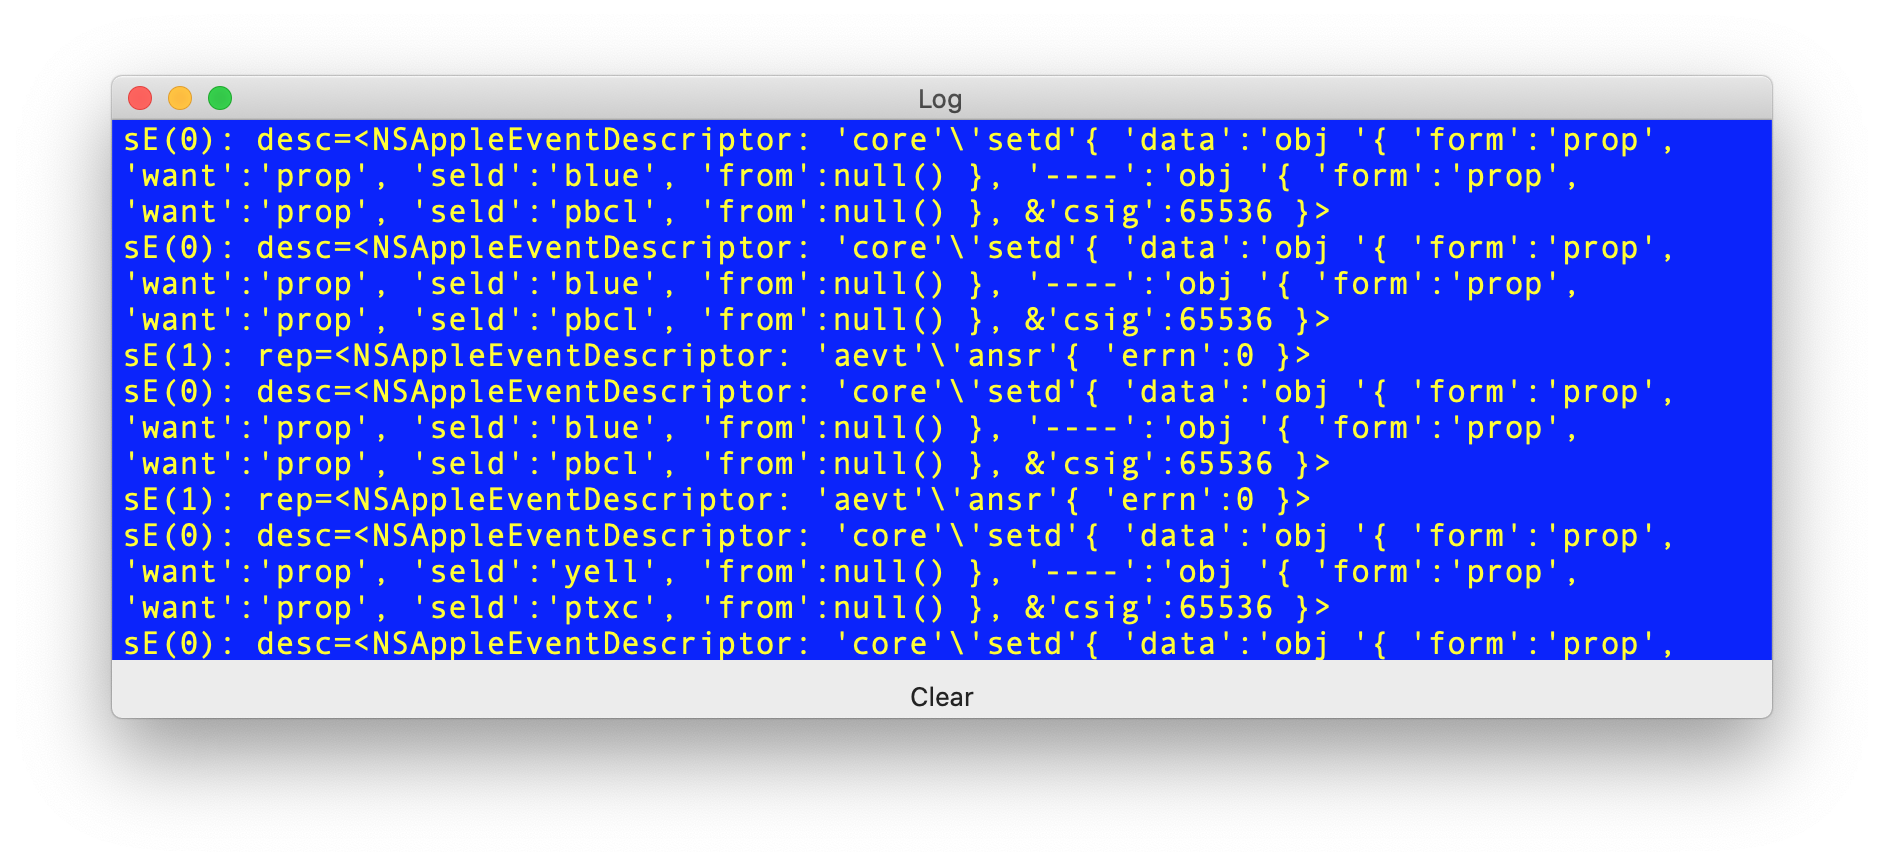 Log
sE(0): desc=<NSAppleEventDescriptor: 'core'\'setd'{ 'data':'obj '{ 'form':'prop',
'want':'prop', 'seld':'blue', 'from':null() }, '----':'obj '{ 'form':'prop',
'want':'prop', 'seld':'pbcl', 'from':null() }, &'csig':65536 }>
sE(0): desc=<NSAppleEventDescriptor: 'core'\'setd'{ 'data':'obj '{ 'form':'prop',
'want':'prop', 'seld':'blue', 'from':null() }, '----':'obj '{ 'form':'prop',
'want':'prop', 'seld':'pbcl', 'from':null() }, &'csig':65536 }>
sE(1): rep=<NSAppleEventDescriptor: 'aevt'\'ansr'{ 'errn':0 }>
sE(0): desc=<NSAppleEventDescriptor: 'core'\'setd'{ 'data':'obj '{ 'form':'prop',
'want':'prop', 'seld':'blue', 'from':null() }, '----':'obj '{ 'form':'prop',
'want':'prop', 'seld':'pbcl', 'from':null() }, &'csig':65536 }>
sE(1): rep=<NSAppleEventDescriptor: 'aevt'\'ansr'{ 'errn':0 }>
sE(0): desc=<NSAppleEventDescriptor: 'core'\'setd'{ 'data':'obj '{ 'form':'prop',
'want':'prop', 'seld':'yell', 'from':null() }, '----':'obj '{ 'form':'prop',
'want':'prop', 'seld':'ptxc', 'from':null() }, &'csig':65536 }>
sE(0): desc=<NSAppleEventDescriptor: 'core'\'setd'{ 'data':'obj '{ 'form':'prop',
Clear